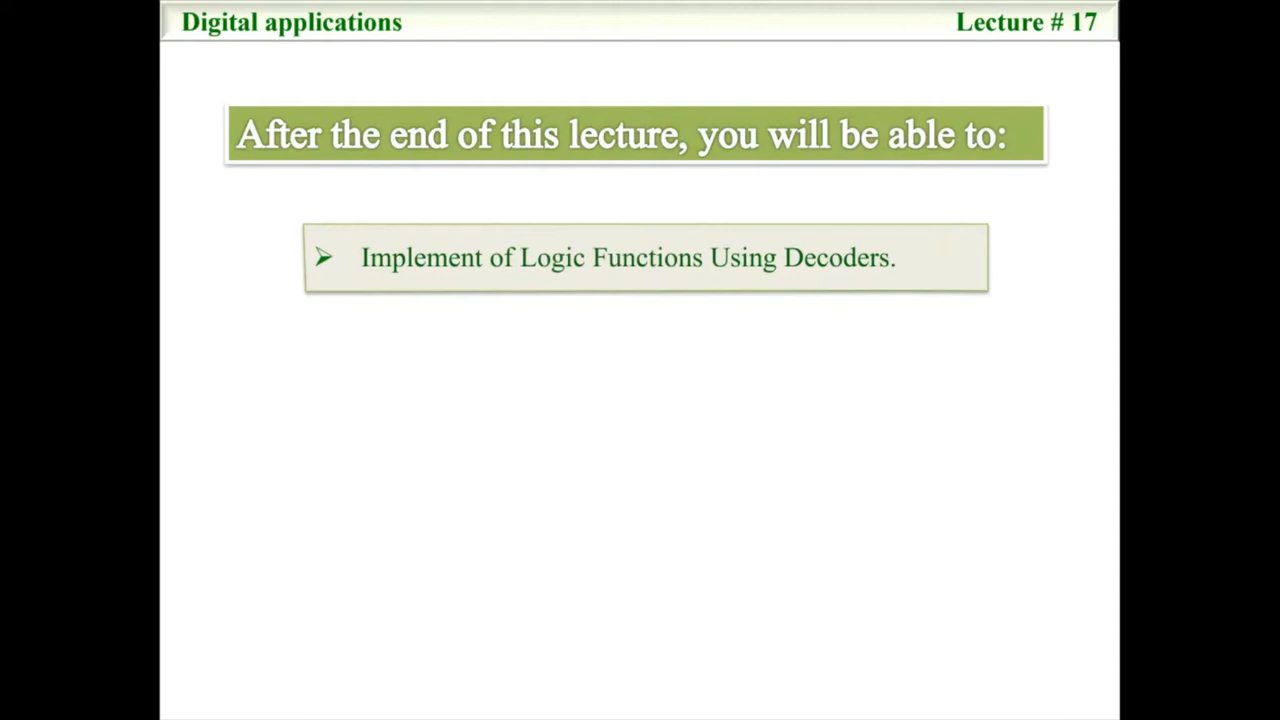 Digital applications
Lecture # 17
After the end of this lecture, you will be able to:
➢ Implement of Logic Functions Using Decoders.